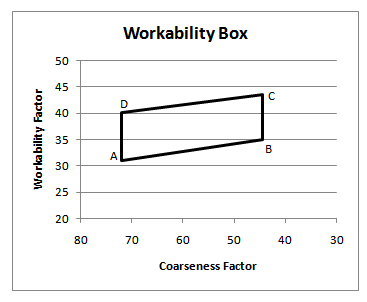 Workability Box
Workability Factor
50
45
40
35
30
25
20
D
C
A
B
80 70 60 50 40 30
Coarseness Factor